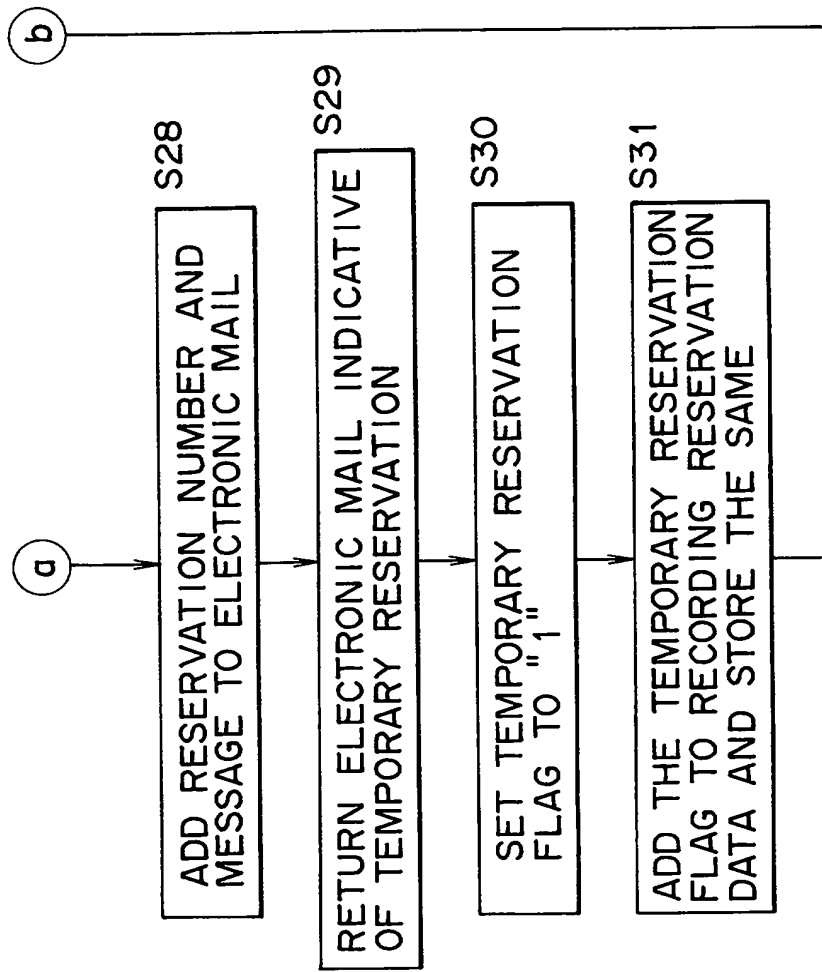 a
b
S28
ADD RESERVATION NUMBER AND
MESSAGE TO ELECTRONIC MAIL
S29
RETURN ELECTRONIC MAIL INDICATIVE
OF TEMPORARY RESERVATION
S30
SET TEMPORARY RESERVATION
FLAG TO "1"
S31
ADD THE TEMPORARY RESERVATION
FLAG TO RECORDING RESERVATION
DATA AND STORE THE SAME